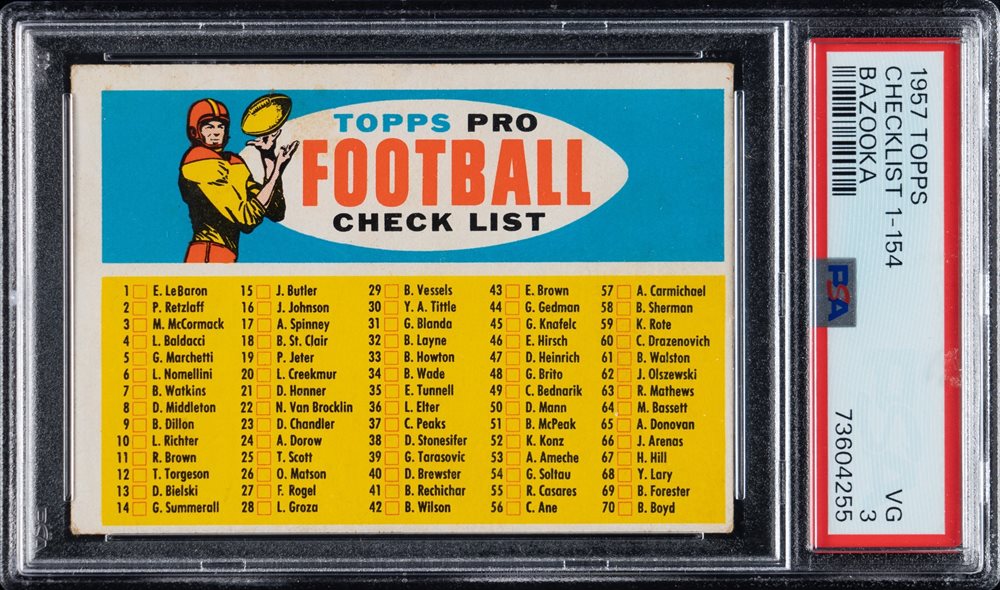 TOPPS PRO
FOOTBALL
CHECK LIST
1 E. LeBaron
2 P. Retzlaff
3 M. McCormack
4 L. Baldacci
5 G. Marchetti
6 L. Nomellini
7 B. Watkins
8 D. Middleton
9 B. Dillon
10 L. Richter
11 R. Brown
12 T. Torgeson
13 D. Bielski
14 G. Summerall
15 J. Butler
16 J. Johnson
17 A. Spinney
18 B. St. Clair
19 P. Jeter
20 L. Creekmur
21 D. Hanner
22 N. Van Brocklin
23 D. Chandler
24 A. Dorow
25 T. Scott
26 O. Matson
27 F. Rogel
28 L. Groza
29 B. Vessels
30 Y. A. Tittle
31 G. Blanda
32 B. Layne
33 B. Howton
34 B. Wade
35 E. Tunnell
36 L. Elter
37 C. Peaks
38 D. Stonesifer
39 G. Tarasovic
40 D. Brewster
41 B. Rechichar
42 B. Wilson
43 E. Brown
44 G. Gedman
45 G. Knafelc
46 E. Hirsch
47 D. Heinrich
48 G. Brito
49 C. Bednarik
50 D. Mann
51 B. McPeak
52 K. Konz
53 A. Ameche
54 G. Soltau
55 R. Casares
56 C. Ane
57 A. Carmichael
58 B. Sherman
59 K. Rote
60 C. Drazenovich
61 B. Walston
62 J. Olszewski
63 R. Mathews
64 M. Bassett
65 A. Donovan
66 J. Arenas
67 H. Hill
68 Y. Lary
69 B. Forester
70 B. Boyd
1957 TOPPS
CHECKLIST 1-154
BAZOOKA
PSA
VG
3
73604255